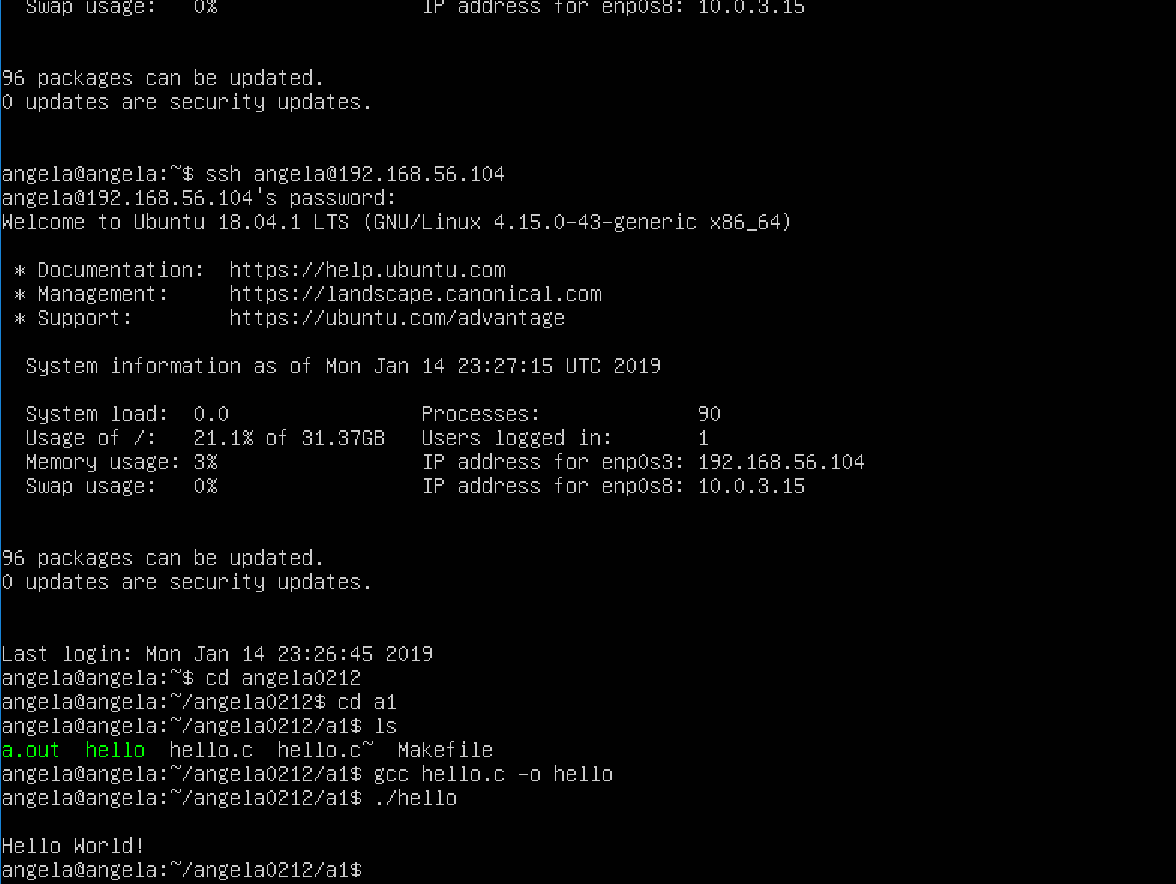 Swap usage:   0%                 IP address for enp0s8: 10.0.3.15
96 packages can be updated.
0 updates are security updates.
angela@angela:~$ ssh angela@192.168.56.104
angela@192.168.56.104's password:
Welcome to Ubuntu 18.04.1 LTS (GNU/Linux 4.15.0-43-generic x86_64)
 * Documentation:  https://help.ubuntu.com
 * Management:     https://landscape.canonical.com
 * Support:        https://ubuntu.com/advantage
  System information as of Mon Jan 14 23:27:15 UTC 2019
  System load:  0.0                Processes:             90
  Usage of /:   21.1% of 31.37GB   Users logged in:       1
  Memory usage: 3%                 IP address for enp0s3: 192.168.56.104
  Swap usage:   0%                 IP address for enp0s8: 10.0.3.15
96 packages can be updated.
0 updates are security updates.
Last login: Mon Jan 14 23:26:45 2019
angela@angela:~$ cd angela0212
angela@angela:~/angela0212$ cd a1
angela@angela:~/angela0212/a1$ ls
a.out  hello  hello.c  hello.c~  Makefile
angela@angela:~/angela0212/a1$ gcc hello.c -o hello
angela@angela:~/angela0212/a1$ ./hello
Hello World!
angela@angela:~/angela0212/a1$